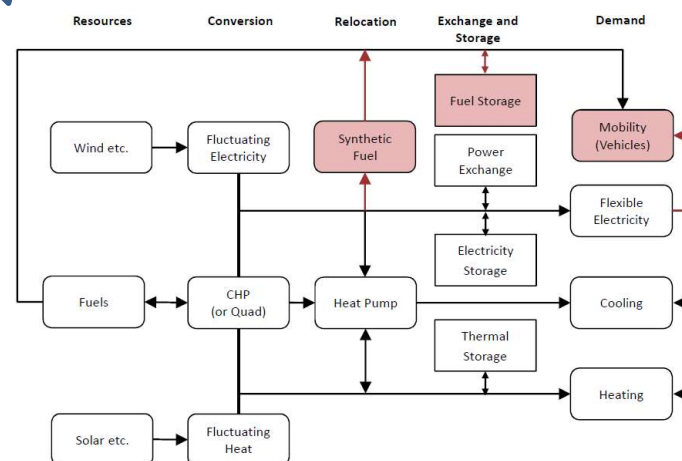 Resources
Conversion
Relocation
Exchange and
Storage
Demand
Fuel Storage
Wind etc.
Fluctuating
Electricity
Synthetic
Fuel
Power
Exchange
Mobility
(Vehicles)
Flexible
Electricity
Electricity
Storage
Fuels
CHP
(or Quad)
Heat Pump
Cooling
Thermal
Storage
Heating
Solar etc.
Fluctuating
Heat